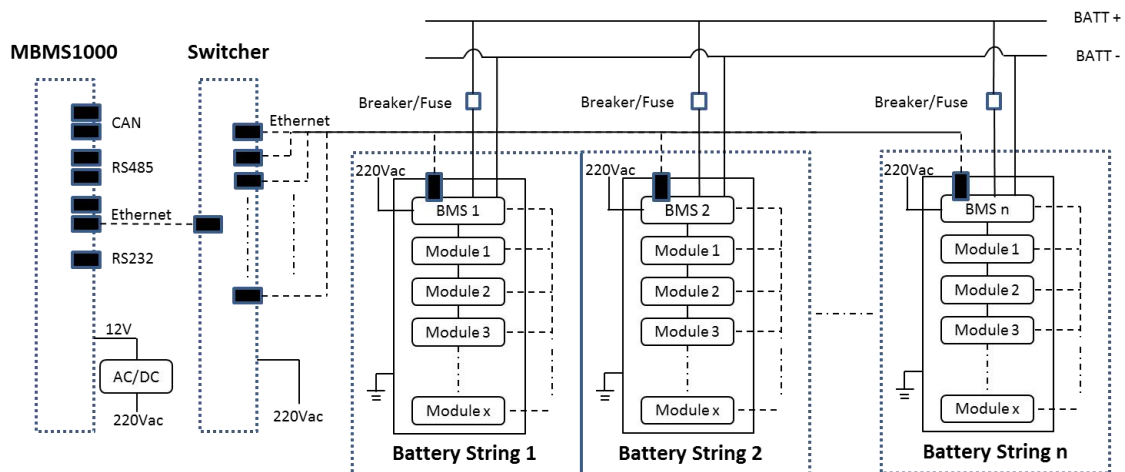 BATT +
MBMS1000
Switcher
BATT -
Breaker/Fuse
Breaker/Fuse
Breaker/Fuse
CAN
Ethernet
RS485
220Vac
220Vac
220Vac
Ethernet
BMS 1
BMS 2
BMS n
RS232
Module 1
Module 1
Module 1
Module 2
Module 2
Module 2
12V
Module 3
Module 3
Module 3
AC/DC
220Vac
220Vac
Module x
Module x
Module x
Battery String 1
Battery String 2
Battery String n